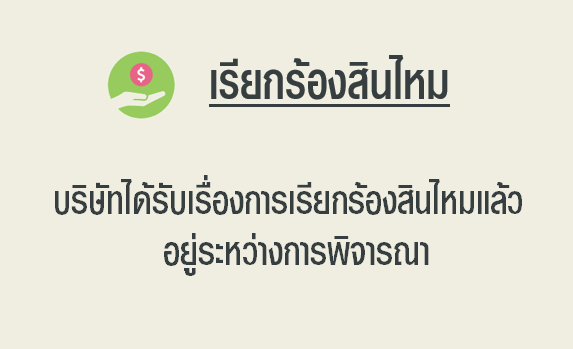 $
เรียกร้องสินไหม
บริษัทได้รับเรื่องการเรียกร้องสินไหมแล้ว
อยู่ระหว่างการพิจารณา